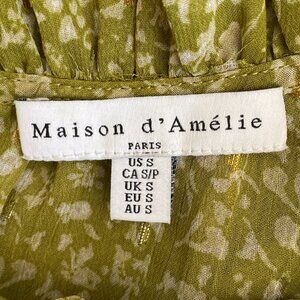 Maison d'Amélie
PARIS
US S
CA S/P
UK S
EU S
AU S